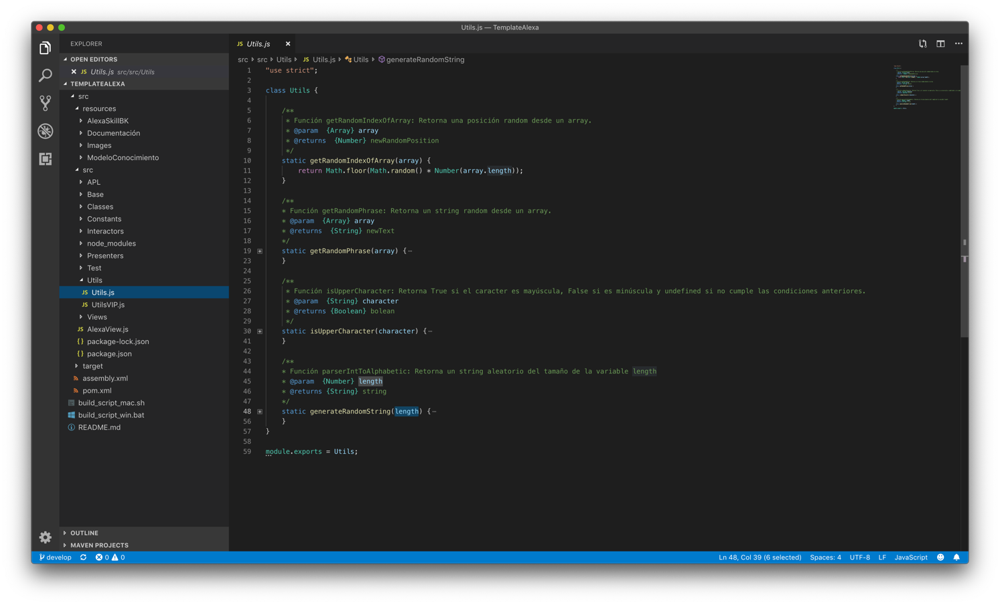 Utils.js — TemplateAlexa
EXPLORER
OPEN EDITORS
JS Utils.js src/src/Utils
TEMPLATEALEXA
src
resources
AlexaSkillBK
Documentación
Images
ModeloConocimiento
src
APL
Base
Classes
Constants
Interactors
node_modules
Presenters
Test
Utils
JS Utils.js
JS UtilsVIP.js
Views
JS AlexaView.js
{} package-lock.json
{} package.json
target
assembly.xml
pom.xml
build_script_mac.sh
build_script_win.bat
README.md
OUTLINE
MAVEN PROJECTS
JS Utils.js
src src Utils JS Utils.js Utils generateRandomString
1 "use strict";
2
3 class Utils {
4
5 /**
6 * Función getRandomIndexOfArray: Retorna una posición random desde un array.
7 * @param {Array} array
8 * @returns {Number} newRandomPosition
9 */
10 static getRandomIndexOfArray(array) {
11 return Math.floor(Math.random() * Number(array.length));
12 }
13
14 /**
15 * Función getRandomPhrase: Retorna un string random desde un array.
16 * @param {Array} array
17 * @returns {String} newText
18 */
19 static getRandomPhrase(array) {⋯
23 }
24
25 /**
26 * Función isUpperCharacter: Retorna True si el caracter es mayúscula, False si es minúscula y undefined si no cumple las condiciones anteriores.
27 * @param {String} character
28 * @returns {Boolean} bolean
29 */
30 static isUpperCharacter(character) {⋯
41 }
42
43 /**
44 * Función parserIntToAlphabetic: Retorna un string aleatorio del tamaño de la variable length
45 * @param {Number} length
46 * @returns {String} string
47 */
48 static generateRandomString(length) {⋯
56 }
57 }
58
59 module.exports = Utils;
develop 0 0 Ln 48, Col 39 (6 selected) Spaces: 4 UTF-8 LF JavaScript